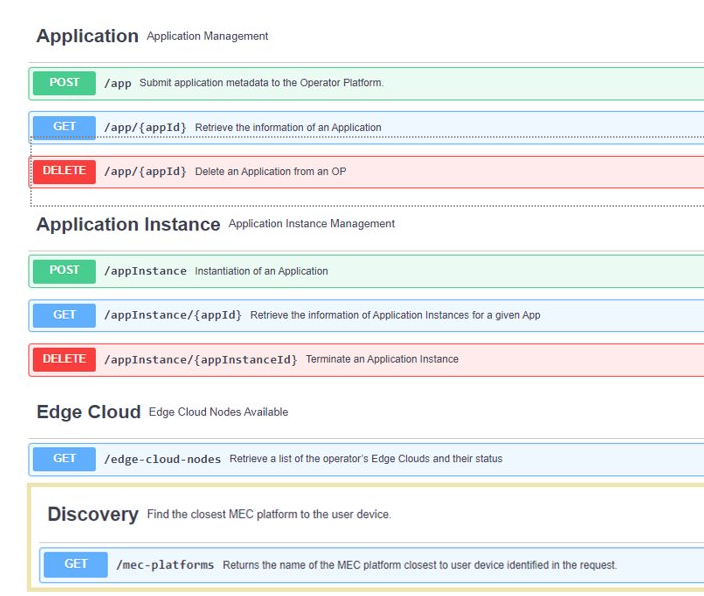 Application Application Management
POST /app Submit application metadata to the Operator Platform.
GET /app/{appId} Retrieve the information of an Application
DELETE /app/{appId} Delete an Application from an OP
Application Instance Application Instance Management
POST /appInstance Instantiation of an Application
GET /appInstance/{appId} Retrieve the information of Application Instances for a given App
DELETE /appInstance/{appInstanceId} Terminate an Application Instance
Edge Cloud Edge Cloud Nodes Available
GET /edge-cloud-nodes Retrieve a list of the operator’s Edge Clouds and their status
Discovery Find the closest MEC platform to the user device.
GET /mec-platforms Returns the name of the MEC platform closest to user device identified in the request.